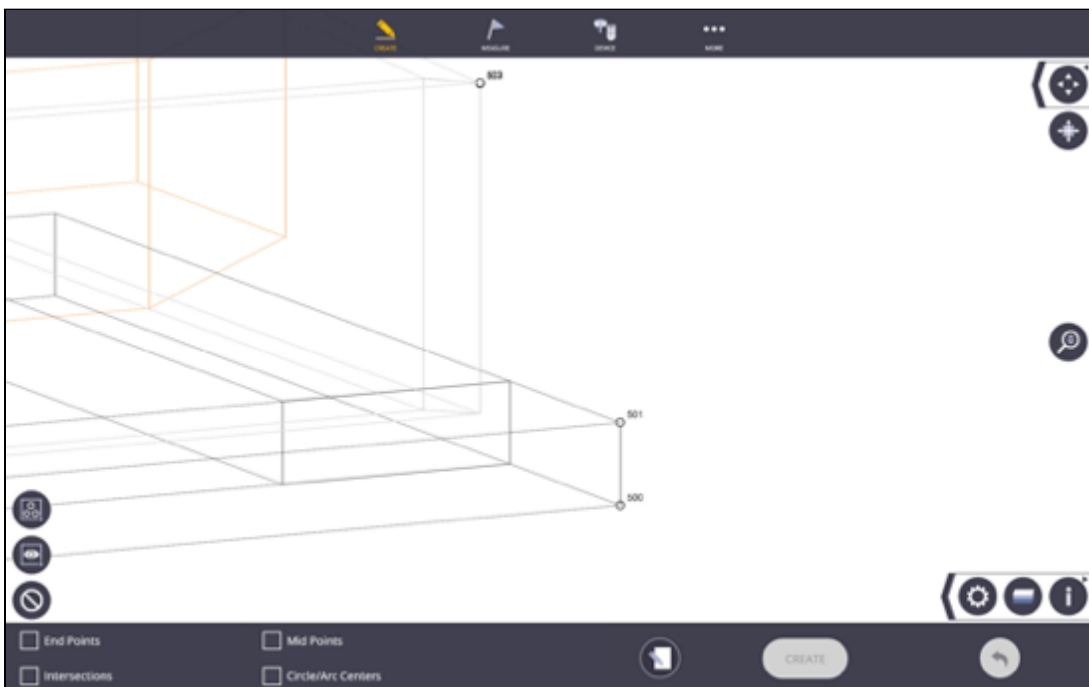 CREATE
MEASURE
DEVICE
MORE
503
501
500
End Points
Mid Points
CREATE
Intersections
Circle/Arc Centers